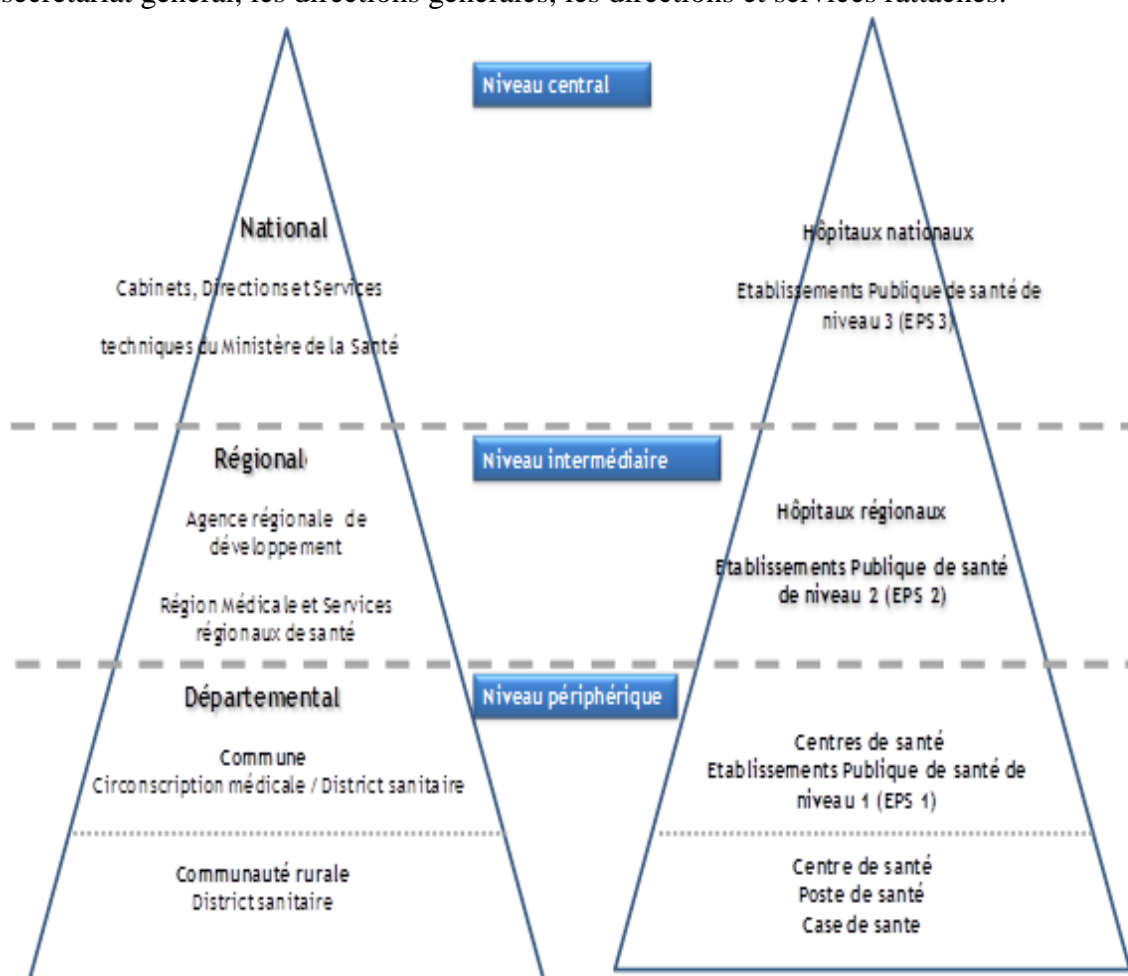 secrétariat général, les directions générales, les directions et services rattachés.
Niveau central
National
Cabinets, Directions et Services
techniques du Ministère de la Santé
Hôpitaux nationaux
Etablissements Publique de santé de
niveau 3 (EPS3)
Niveau intermédiaire
Régional
Agence régionale de
développement
Région Médicale et Services
régionaux de santé
Hôpitaux régionaux
Etablissements Publique de santé
de niveau 2 (EPS 2)
Niveau périphérique
Départemental
Commune
Circonscription médicale / District sanitaire
Centres de santé
Etablissements Publique de santé de
niveau 1 (EPS 1)
Communauté rurale
District sanitaire
Centre de santé
Poste de santé
Case de sante